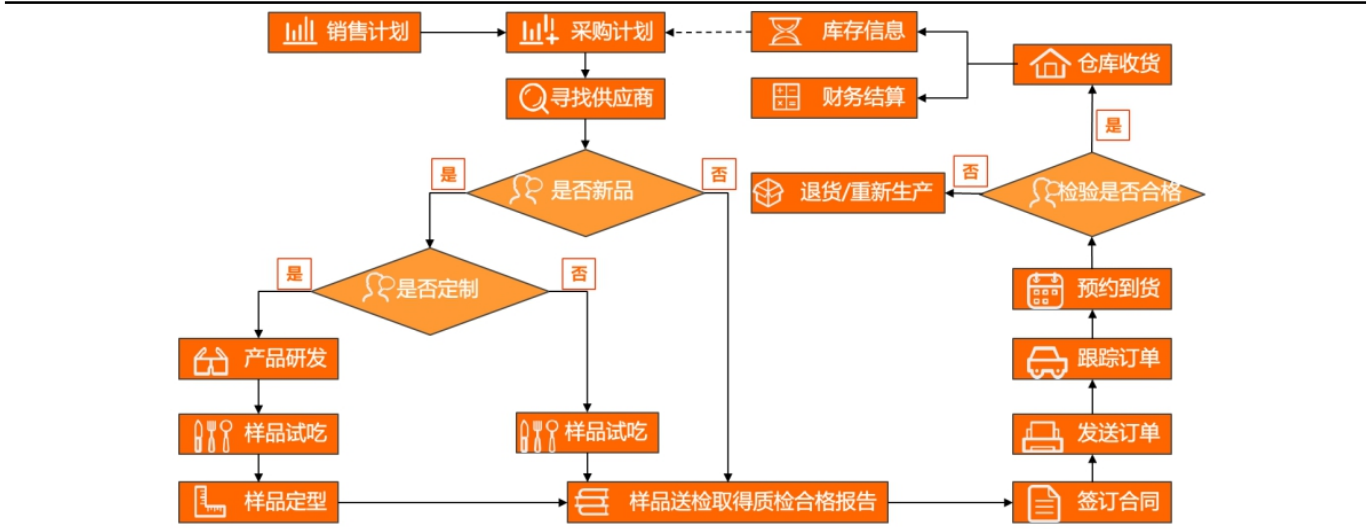 销售计划
采购计划
库存信息
仓库收货
寻找供应商
财务结算
是
是
否
否
是否新品
退货/重新生产
检验是否合格
是
否
是否定制
预约到货
产品研发
跟踪订单
样品试吃
样品试吃
发送订单
样品定型
样品送检取得质检合格报告
签订合同